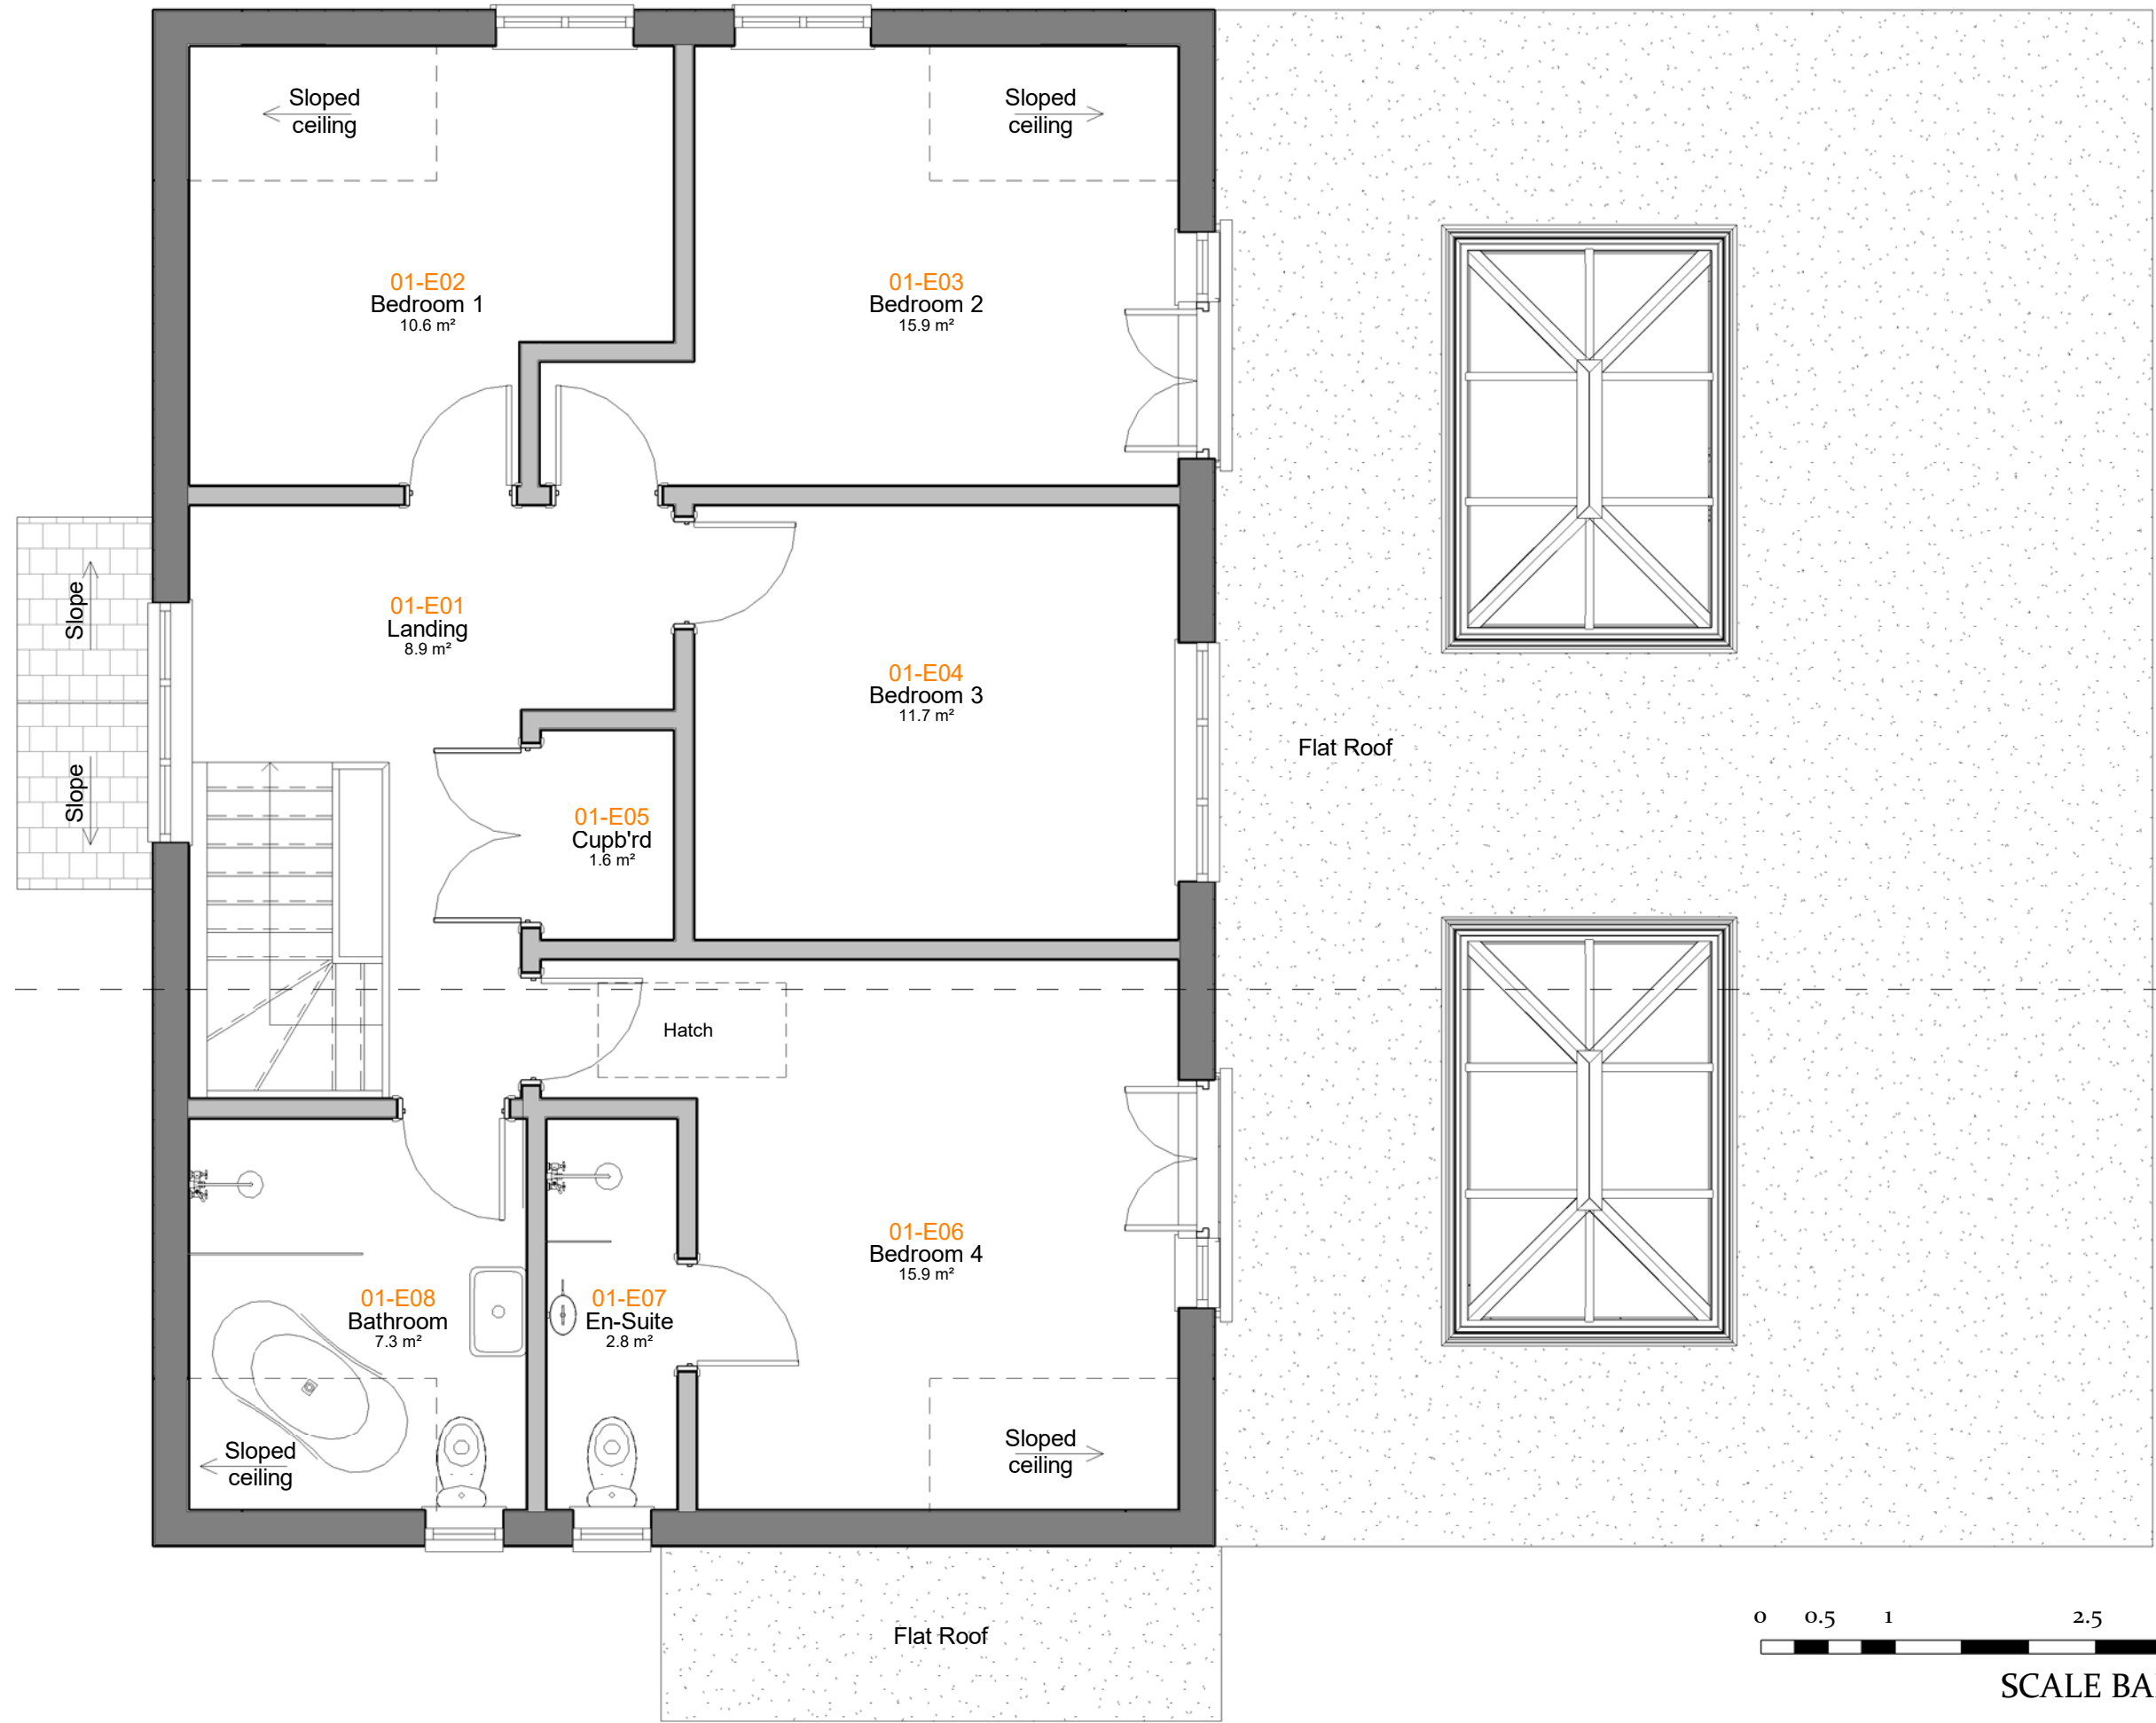 Sloped
ceiling
Sloped
ceiling
01-E02
Bedroom 1
10.6 m²
01-E03
Bedroom 2
15.9 m²
Slope
Slope
01-E01
Landing
8.9 m²
01-E04
Bedroom 3
11.7 m²
Flat Roof
01-E05
Cupb'rd
1.6 m²
Hatch
01-E06
Bedroom 4
15.9 m²
01-E08
Bathroom
7.3 m²
01-E07
En-Suite
2.8 m²
Sloped
ceiling
Sloped
ceiling
Flat Roof
0 0.5 1 2.5
SCALE BA